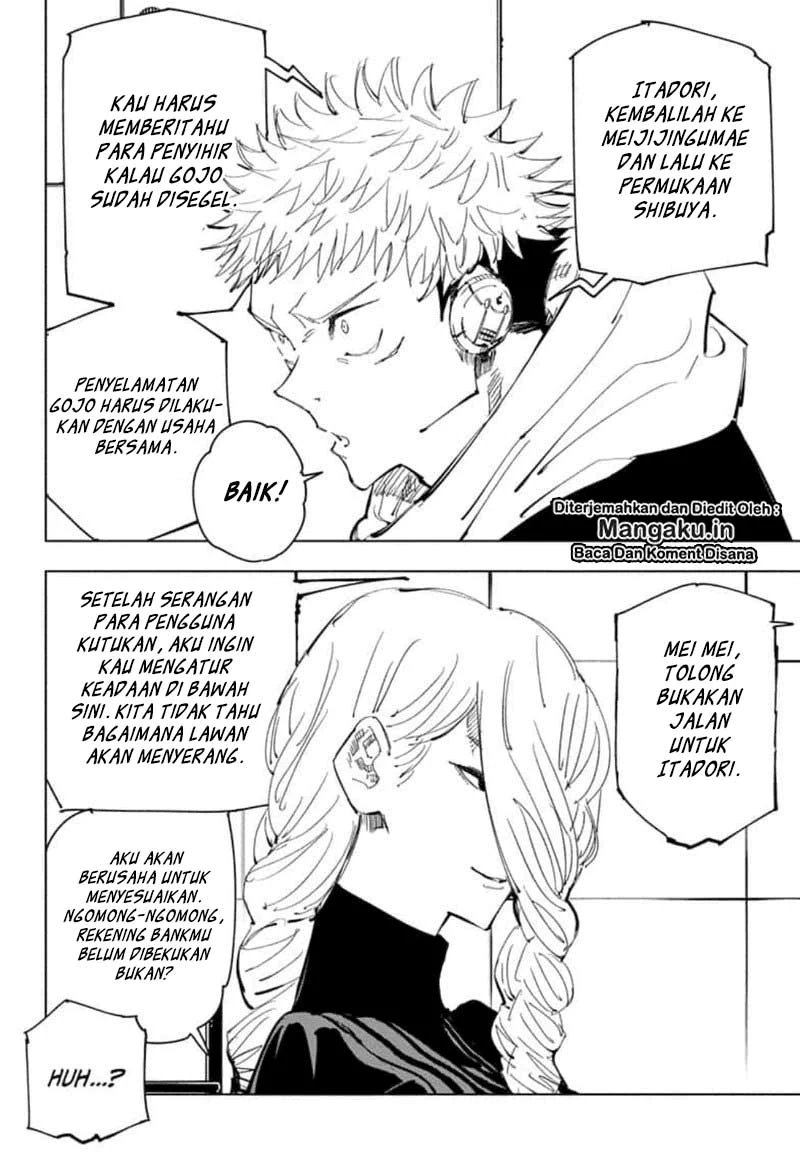 ITADORI,
KEMBALILAH KE
MEIJIJINGUMAE
DAN LALU KE
PERMUKAAN
SHIBUYA.
KAU HARUS
MEMBERITAHU
PARA PENYIHIR
KALAU GOJO
SUDAH DISEGEL.
PENYELAMATAN
GOJO HARUS DILAKU-
KAN DENGAN USAHA
BERSAMA.
BAIK!
Diterjemahkan dan Diedit Oleh :
Mangaku.in
Baca Dan Koment Disana
MEI MEI,
TOLONG
BUKAKAN
JALAN
UNTUK
ITADORI.
SETELAH SERANGAN
PARA PENGGUNA
KUTUKAN, AKU INGIN
KAU MENGATUR
KEADAAN DI BAWAH
SINI. KITA TIDAK TAHU
BAGAIMANA LAWAN
AKAN MENYERANG.
AKU AKAN
BERUSAHA UNTUK
MENYESUAIKAN.
NGOMONG-NGOMONG,
REKENING BANKMU
BELUM DIBEKUKAN
BUKAN?
HUH...?